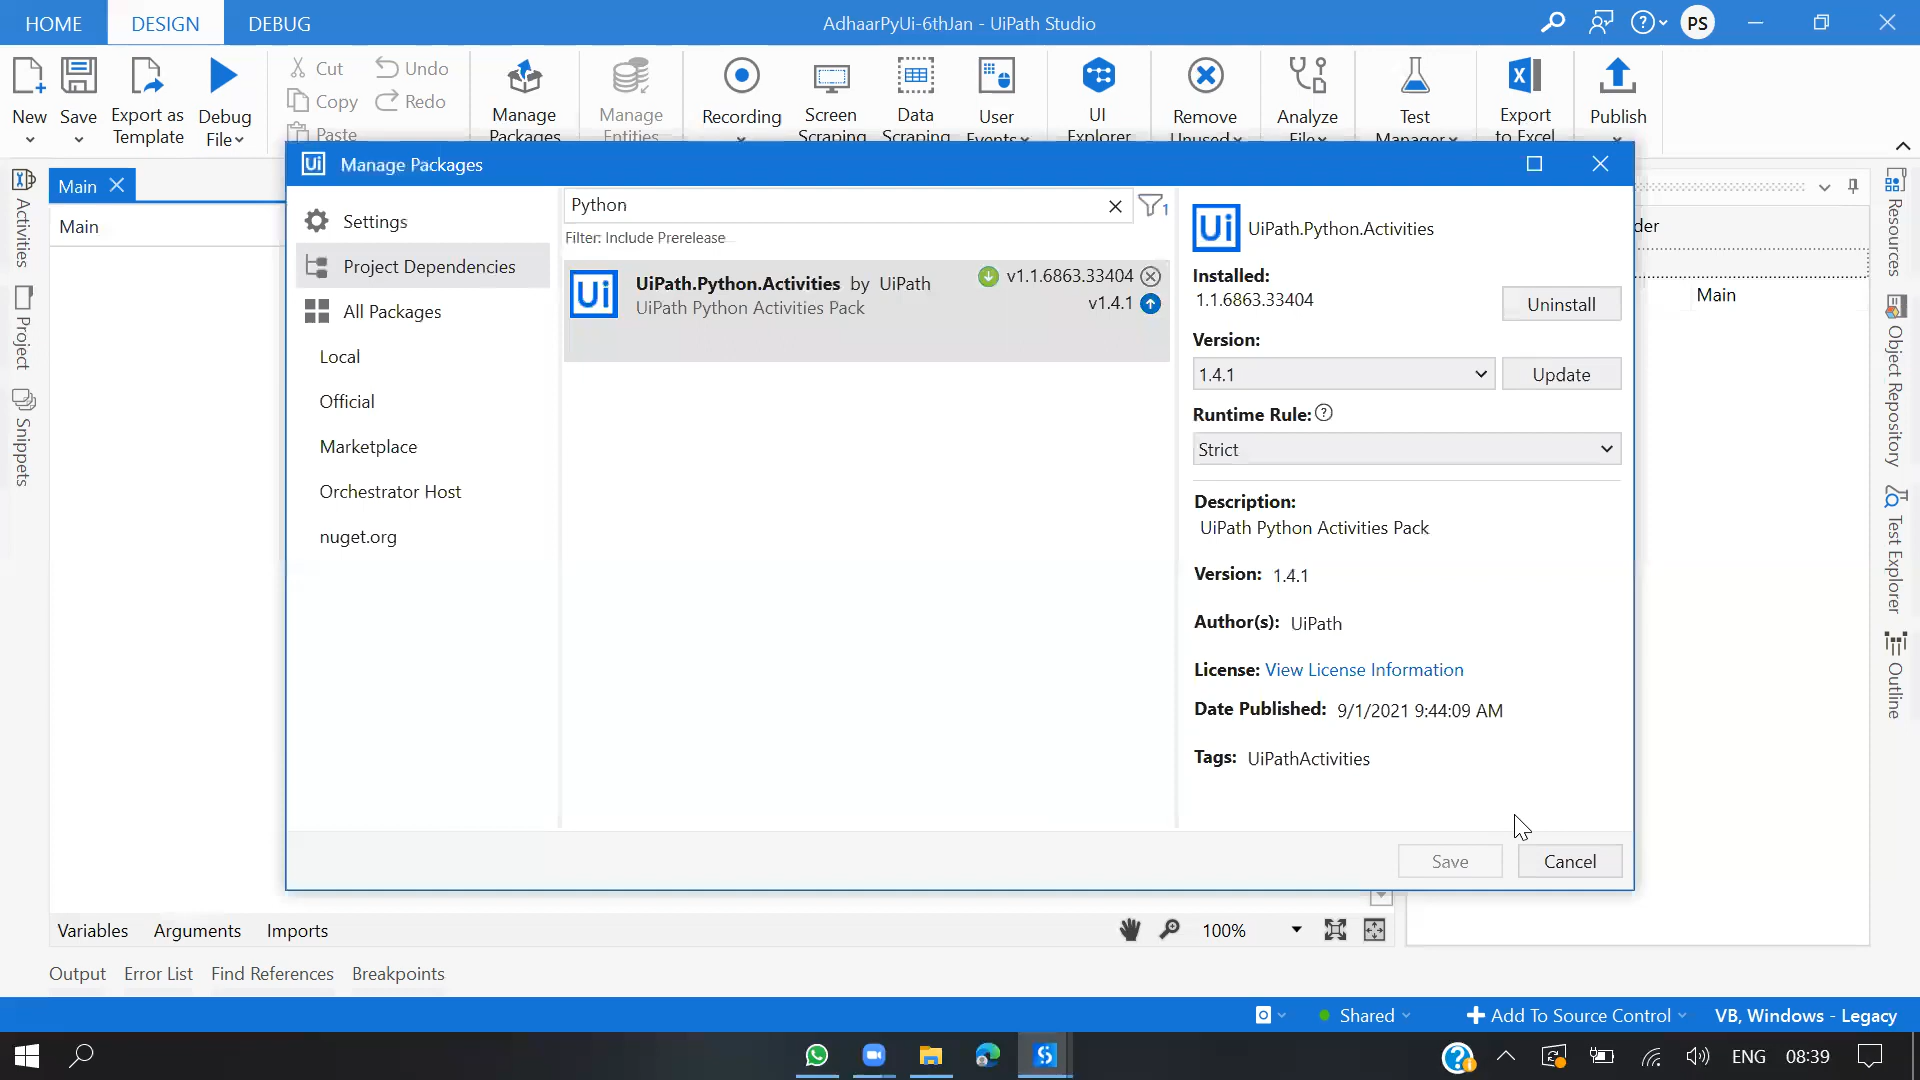 HOME DESIGN DEBUG
AdhaarPyUi-6thJan - UiPath Studio
PS
New
Save
Export as
Template
Debug
File
Cut
Copy
Paste
Undo
Redo
Manage
Packages
Manage
Entities
Recording
Screen
Scraping
Data
Scraping
User
Events
UI
Explorer
Remove
Unused
Analyze
File
Test
Manager
Export
to Excel
Publish
Activities
Project
Snippets
Main
Main
Ui Manage Packages
Settings
Project Dependencies
All Packages
Local
Official
Marketplace
Orchestrator Host
nuget.org
Python
1
Filter: Include Prerelease
Ui
UiPath.Python.Activities by UiPath
UiPath Python Activities Pack
v1.1.6863.33404
v1.4.1
Ui UiPath.Python.Activities
Installed:
1.1.6863.33404
Uninstall
Version:
1.4.1
Update
Runtime Rule:
Strict
Description:
UiPath Python Activities Pack
Version: 1.4.1
Author(s): UiPath
License: View License Information
Date Published: 9/1/2021 9:44:09 AM
Tags: UiPathActivities
Save
Cancel
der
Main
Resources
Object Repository
Test Explorer
Outline
Variables Arguments Imports
100%
Output Error List Find References Breakpoints
Shared
Add To Source Control
VB, Windows - Legacy
ENG 08:39